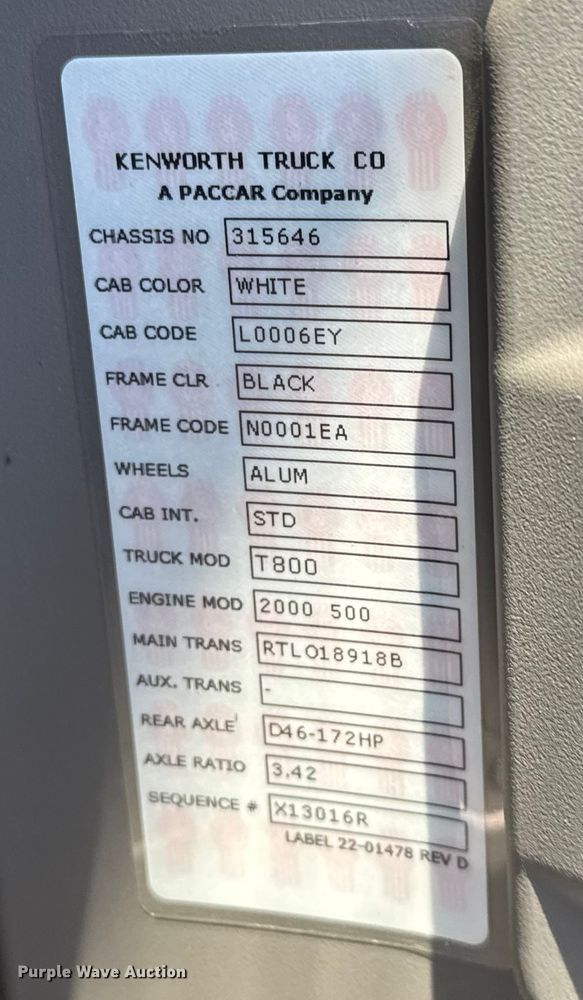 KENWORTH TRUCK CO
A PACCAR Company
CHASSIS NO 315646
CAB COLOR WHITE
CAB CODE L0006EY
FRAME CLR BLACK
FRAME CODE N0001EA
WHEELS ALUM
CAB INT. STD
TRUCK MOD T800
ENGINE MOD 2000 500
MAIN TRANS RTLO18918B
AUX. TRANS -
REAR AXLE D46-172HP
AXLE RATIO 3.42
SEQUENCE # X13016R
LABEL 22-01478 REV D
Purple Wave Auction